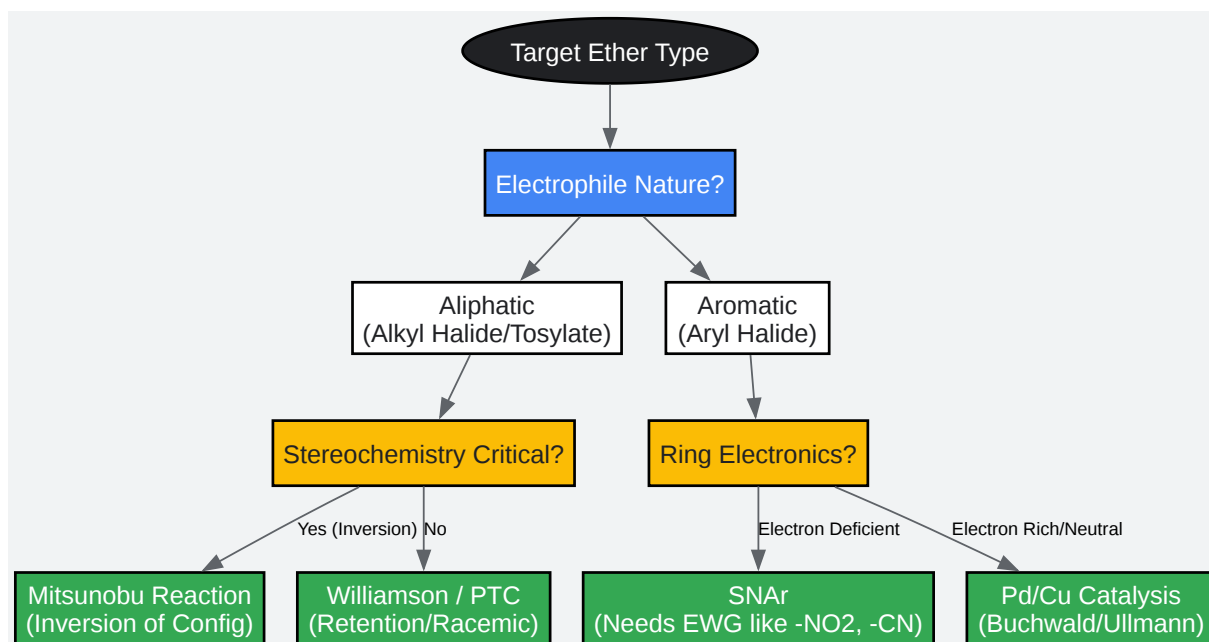 Target Ether Type
Electrophile Nature?
Aliphatic
(Alkyl Halide/Tosylate)
Aromatic
(Aryl Halide)
Stereochemistry Critical?
Ring Electronics?
Yes (Inversion)
No
Electron Deficient
Electron Rich/Neutral
Mitsunobu Reaction
(Inversion of Config)
Williamson / PTC
(Retention/Racemic)
SNAr
(Needs EWG like -NO2, -CN)
Pd/Cu Catalysis
(Buchwald/Ullmann)